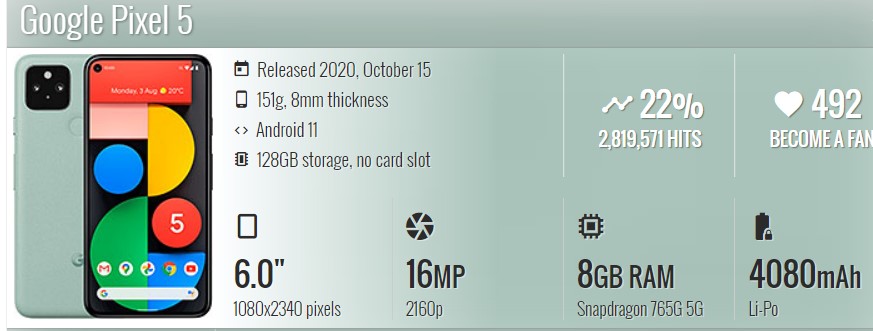 Google Pixel 5
Monday, 3 Aug 20°C
5
G
Released 2020, October 15
151g, 8mm thickness
Android 11
128GB storage, no card slot
22%
2,819,571 HITS
492
BECOME A FAN
6.0"
1080x2340 pixels
16MP
2160p
8GB RAM
Snapdragon 765G 5G
4080mAh
Li-Po